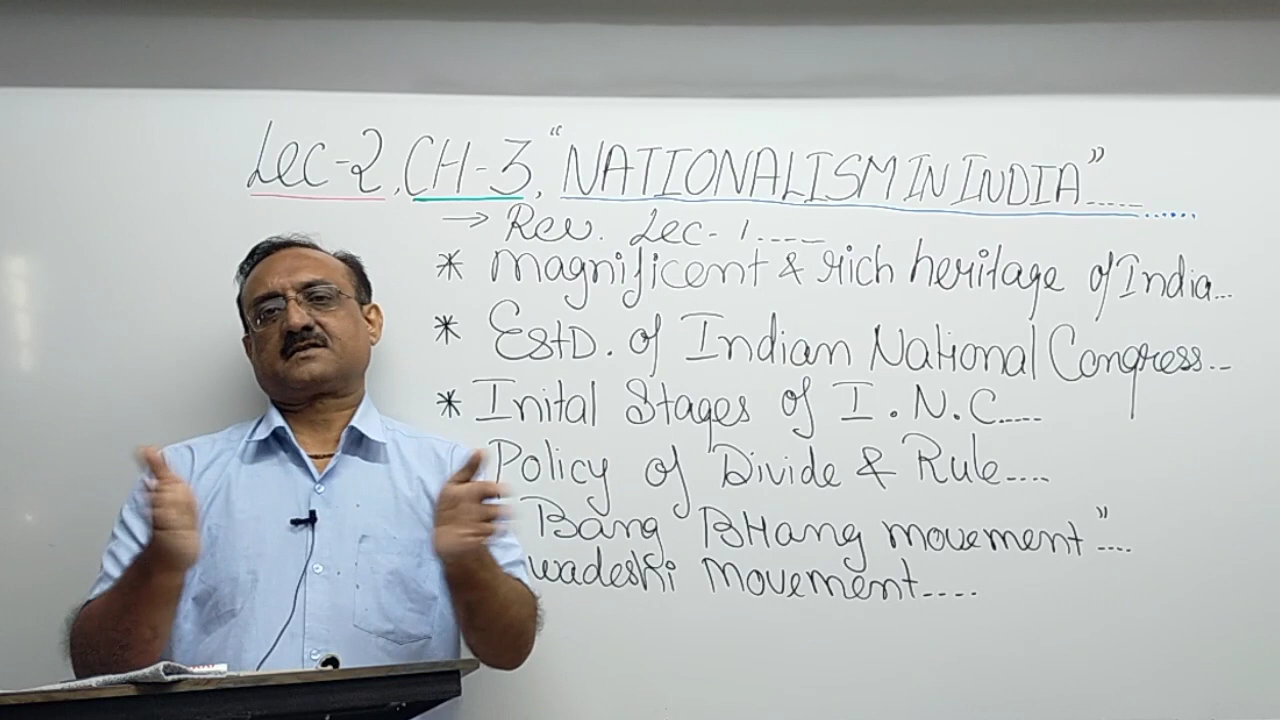 Lec-2, CH-3, "NATIONALISM IN INDIA".....
→ Rev. Lec-1.....
* Magnificent & rich heritage of India...
* EstD. of Indian National Congress...
* Inital Stages of I.N.C.....
Policy of Divide & Rule....
Bang BHang movement"...
wadeshi movement....